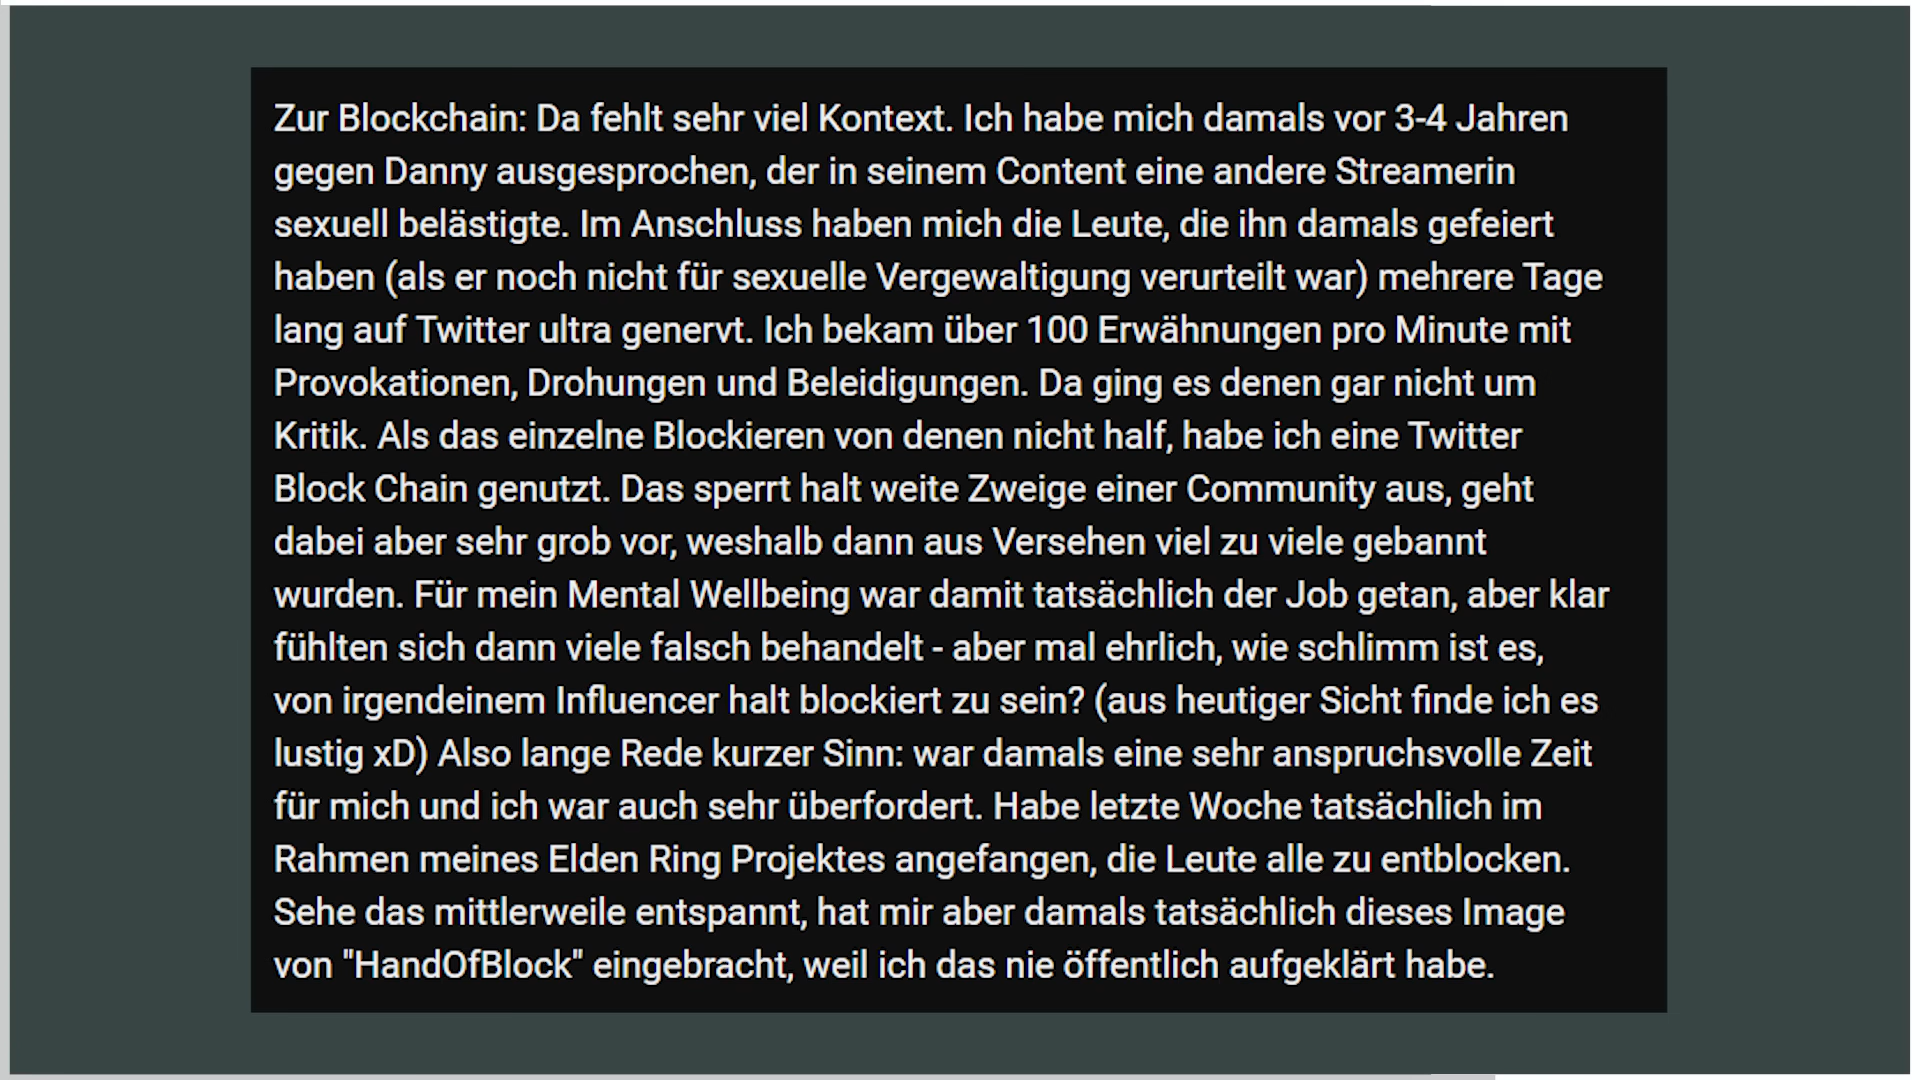 Zur Blockchain: Da fehlt sehr viel Kontext. Ich habe mich damals vor 3-4 Jahren
gegen Danny ausgesprochen, der in seinem Content eine andere Streamerin
sexuell belästigte. Im Anschluss haben mich die Leute, die ihn damals gefeiert
haben (als er noch nicht für sexuelle Vergewaltigung verurteilt war) mehrere Tage
lang auf Twitter ultra genervt. Ich bekam über 100 Erwähnungen pro Minute mit
Provokationen, Drohungen und Beleidigungen. Da ging es denen gar nicht um
Kritik. Als das einzelne Blockieren von denen nicht half, habe ich eine Twitter
Block Chain genutzt. Das sperrt halt weite Zweige einer Community aus, geht
dabei aber sehr grob vor, weshalb dann aus Versehen viel zu viele gebannt
wurden. Für mein Mental Wellbeing war damit tatsächlich der Job getan, aber klar
fühlten sich dann viele falsch behandelt - aber mal ehrlich, wie schlimm ist es,
von irgendeinem Influencer halt blockiert zu sein? (aus heutiger Sicht finde ich es
lustig xD) Also lange Rede kurzer Sinn: war damals eine sehr anspruchsvolle Zeit
für mich und ich war auch sehr überfordert. Habe letzte Woche tatsächlich im
Rahmen meines Elden Ring Projektes angefangen, die Leute alle zu entblocken.
Sehe das mittlerweile entspannt, hat mir aber damals tatsächlich dieses Image
von "HandOfBlock" eingebracht, weil ich das nie öffentlich aufgeklärt habe.